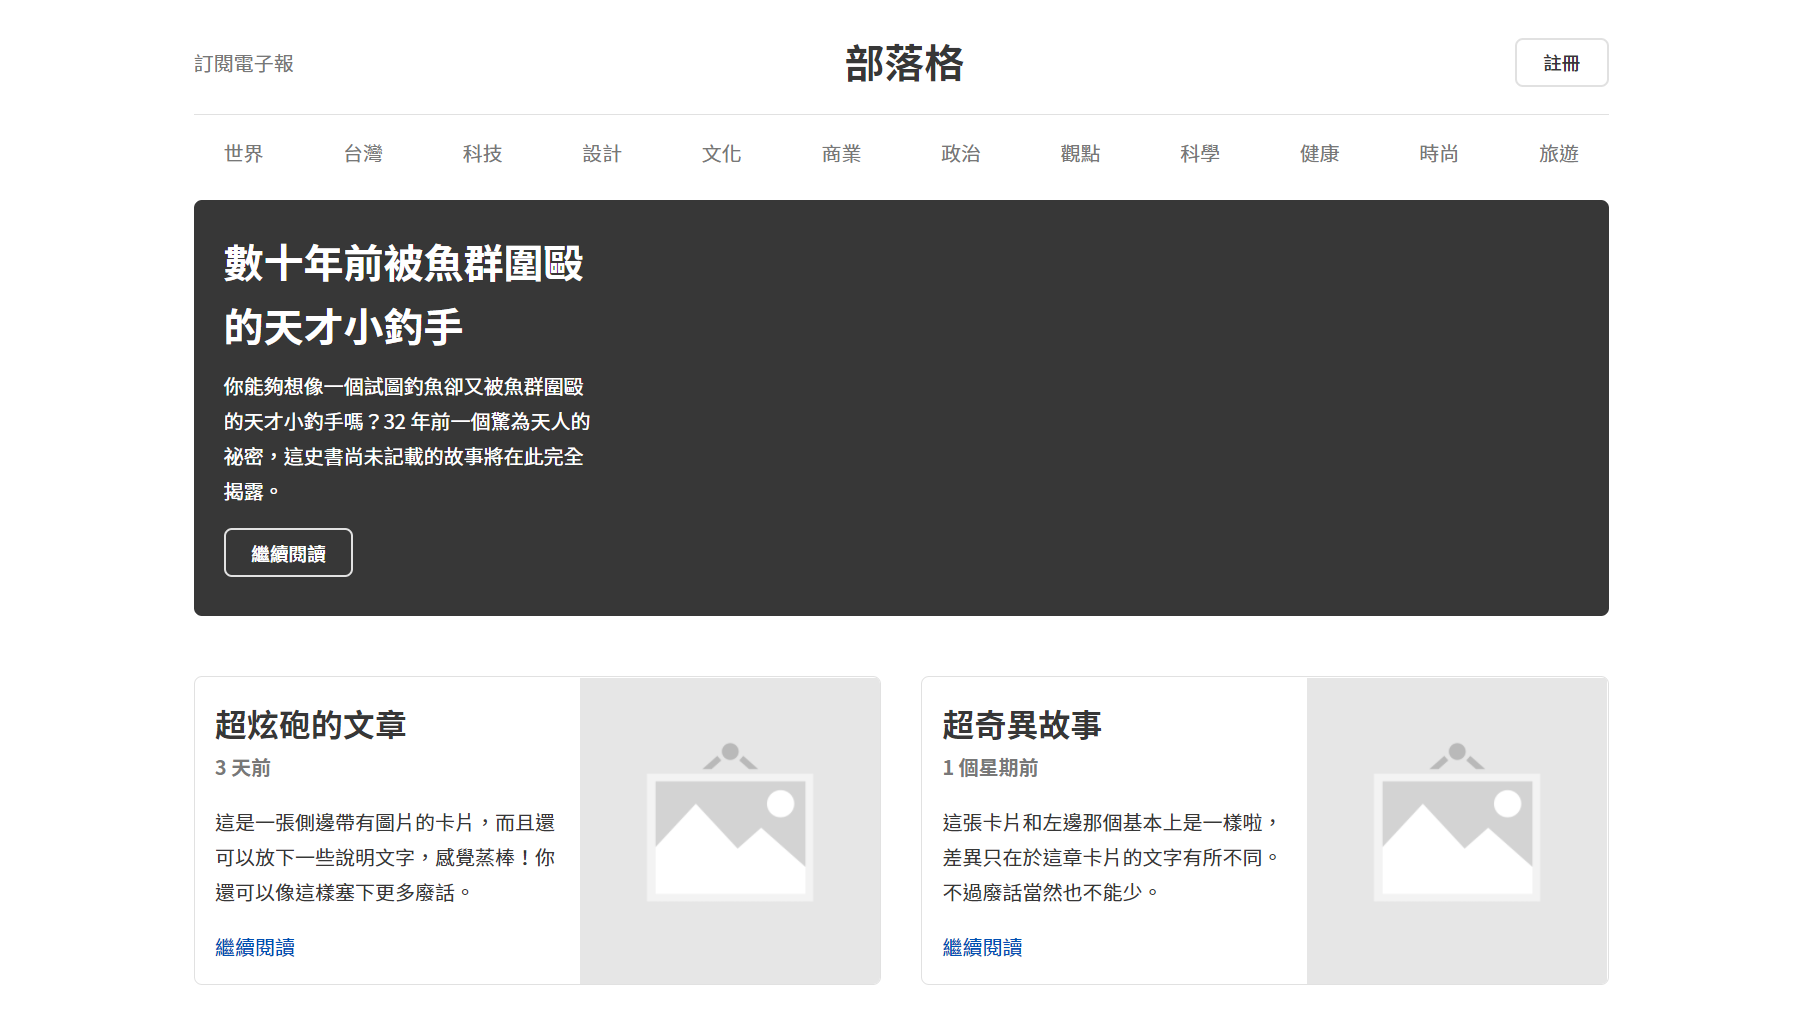 訂閱電子報
部落格
註冊
世界 台灣 科技 設計 文化 商業 政治 觀點 科學 健康 時尚 旅遊
數十年前被魚群圍毆
的天才小釣手
你能夠想像一個試圖釣魚卻又被魚群圍毆
的天才小釣手嗎？32 年前一個驚為天人的
祕密，這史書尚未記載的故事將在此完全
揭露。
繼續閱讀
超炫砲的文章
3 天前
這是一張側邊帶有圖片的卡片，而且還
可以放下一些說明文字，感覺蒸棒！你
還可以像這樣塞下更多廢話。
繼續閱讀
超奇異故事
1 個星期前
這張卡片和左邊那個基本上是一樣啦，
差異只在於這章卡片的文字有所不同。
不過廢話當然也不能少。
繼續閱讀